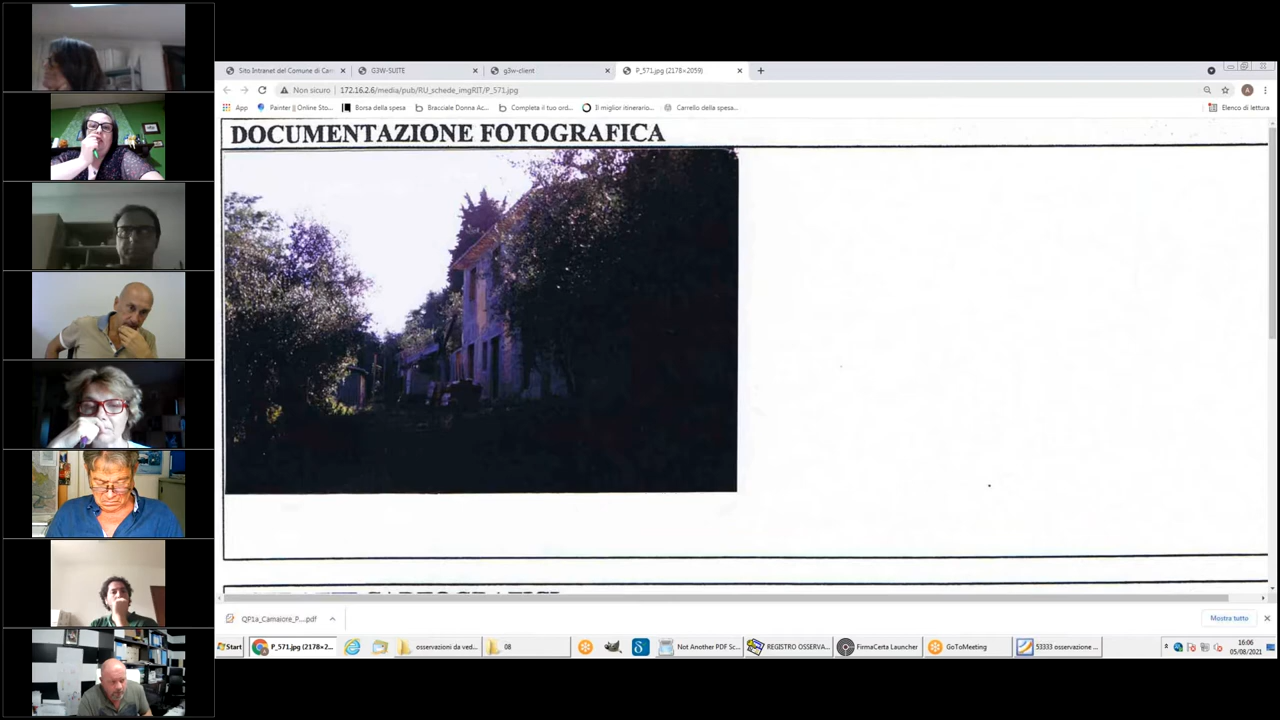 Sito Intranet del Comune di Cam
G3W-SUITE
g3w-client
P_571.jpg (2178×2059)
Non sicuro
172.16.2.6/media/pub/RU_schede_imgRIT/P_571.jpg
App
Painter || Online Sto...
Borsa della spesa
Bracciale Donna All...
Completa il tuo ord...
Il miglior itinerario...
Carrello della spesa...
Elenco di lettura
DOCUMENTAZIONE FOTOGRAFICA
CARTOGRAFICI
QP1a_Camaiore_P....pdf
Mostra tutto
Start
P_571.jpg (2178×2...
osservazioni da ved...
08
Not Another PDF Sc...
REGISTRO OSSERVA...
FirmaCerta Launcher
GoToMeeting
53333 osservazione ...
16:06
05/08/2021